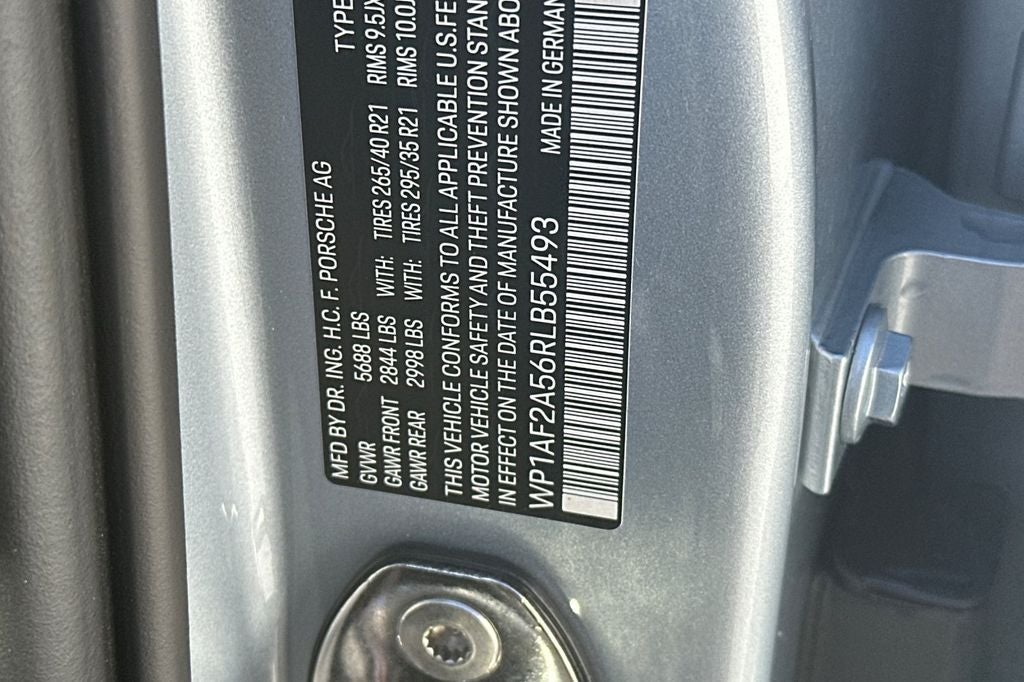 TYPE
MFD BY DR. ING. H.C. F. PORSCHE AG
GVWR 5688 LBS
GAWR FRONT 2844 LBS WITH: TIRES 265/40 R21 RIMS 9.5JX
GAWR REAR 2998 LBS WITH: TIRES 295/35 R21 RIMS 10.0J
THIS VEHICLE CONFORMS TO ALL APPLICABLE U.S. FE
MOTOR VEHICLE SAFETY AND THEFT PREVENTION STAN
IN EFFECT ON THE DATE OF MANUFACTURE SHOWN ABO
WP1AF2A56RLB55493 MADE IN GERMAN